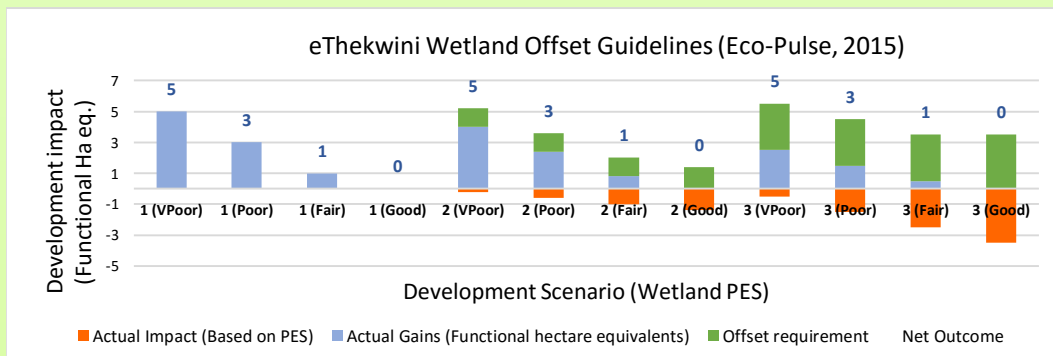 eThekwini Wetland Offset Guidelines (Eco-Pulse, 2015)
Development impact
(Functional Ha eq.)
7
5
3
1
-1
-3
-5
5
3
1
0
5
3
1
0
5
3
1
0
1 (VPoor)
1 (Poor)
1 (Fair)
1 (Good)
2 (VPoor)
2 (Poor)
2 (Fair)
2 (Good)
3 (VPoor)
3 (Poor)
3 (Fair)
3 (Good)
Development Scenario (Wetland PES)
Actual Impact (Based on PES)
Actual Gains (Functional hectare equivalents)
Offset requirement
Net Outcome